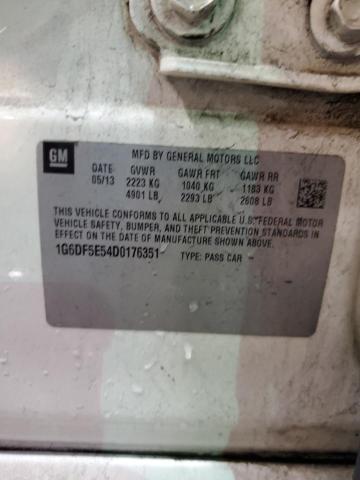 GM
MFD BY GENERAL MOTORS LLC
DATE GVWR GAWR FRT GAWR RR
05/13 2223 KG 1040 KG 1183 KG
4901 LB 2293 LB 2608 LB
THIS VEHICLE CONFORMS TO ALL APPLICABLE U.S. FEDERAL MOTOR
VEHICLE SAFETY, BUMPER, AND THEFT PREVENTION STANDARDS
IN EFFECT ON THE DATE OF MANUFACTURE SHOWN ABOVE.
1G6DF5E54D0176351 TYPE: PASS CAR